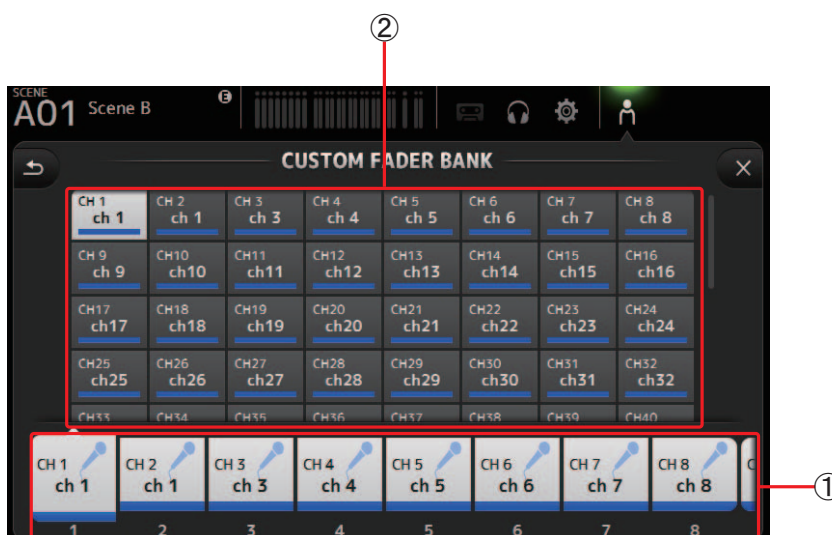 ②
SCENE
A01 Scene B E
CUSTOM FADER BANK
CH 1 CH 2 CH 3 CH 4 CH 5 CH 6 CH 7 CH 8
ch 1 ch 1 ch 3 ch 4 ch 5 ch 6 ch 7 ch 8
CH 9 CH10 CH11 CH12 CH13 CH14 CH15 CH16
ch 9 ch10 ch11 ch12 ch13 ch14 ch15 ch16
CH17 CH18 CH19 CH20 CH21 CH22 CH23 CH24
ch17 ch18 ch19 ch20 ch21 ch22 ch23 ch24
CH25 CH26 CH27 CH28 CH29 CH30 CH31 CH32
ch25 ch26 ch27 ch28 ch29 ch30 ch31 ch32
CH33 CH34 CH35 CH36 CH37 CH38 CH39 CH40
CH 1 CH 2 CH 3 CH 4 CH 5 CH 6 CH 7 CH 8 C
ch 1 ch 1 ch 3 ch 4 ch 5 ch 6 ch 7 ch 8
①
1 2 3 4 5 6 7 8